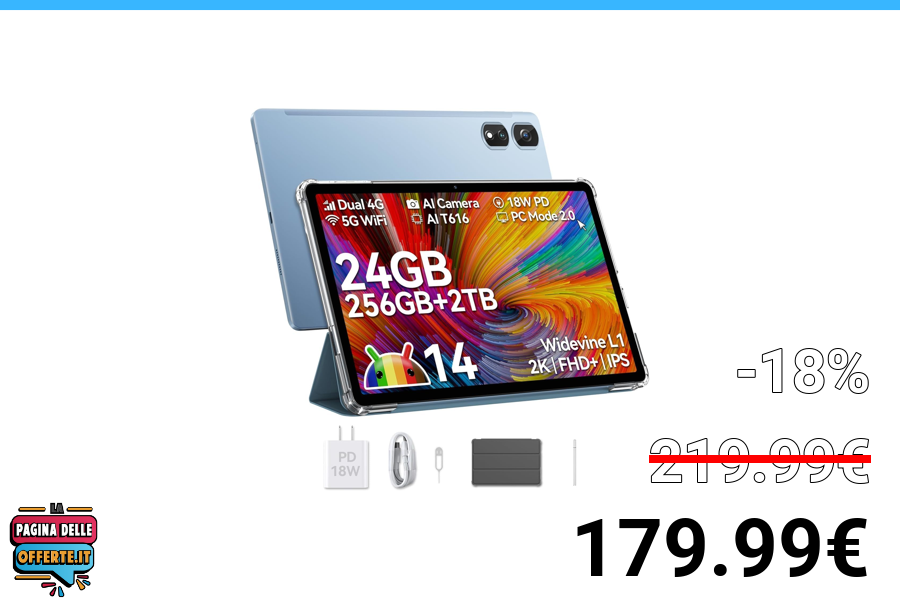 Dual 4G
AI Camera
18W PD
5G WiFi
AI T616
PC Mode 2.0
24GB
256GB+2TB
14
Widevine L1
2K | FHD+ | IPS
PD
18W
-18%
219.99€
179.99€
LA
PAGINA DELLE
OFFERTE.IT